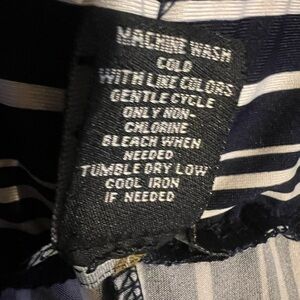 MACHINE WASH
COLD
WITH LIKE COLORS
GENTLE CYCLE
ONLY NON-
CHLORINE
BLEACH WHEN
NEEDED
TUMBLE DRY LOW
COOL IRON
IF NEEDED